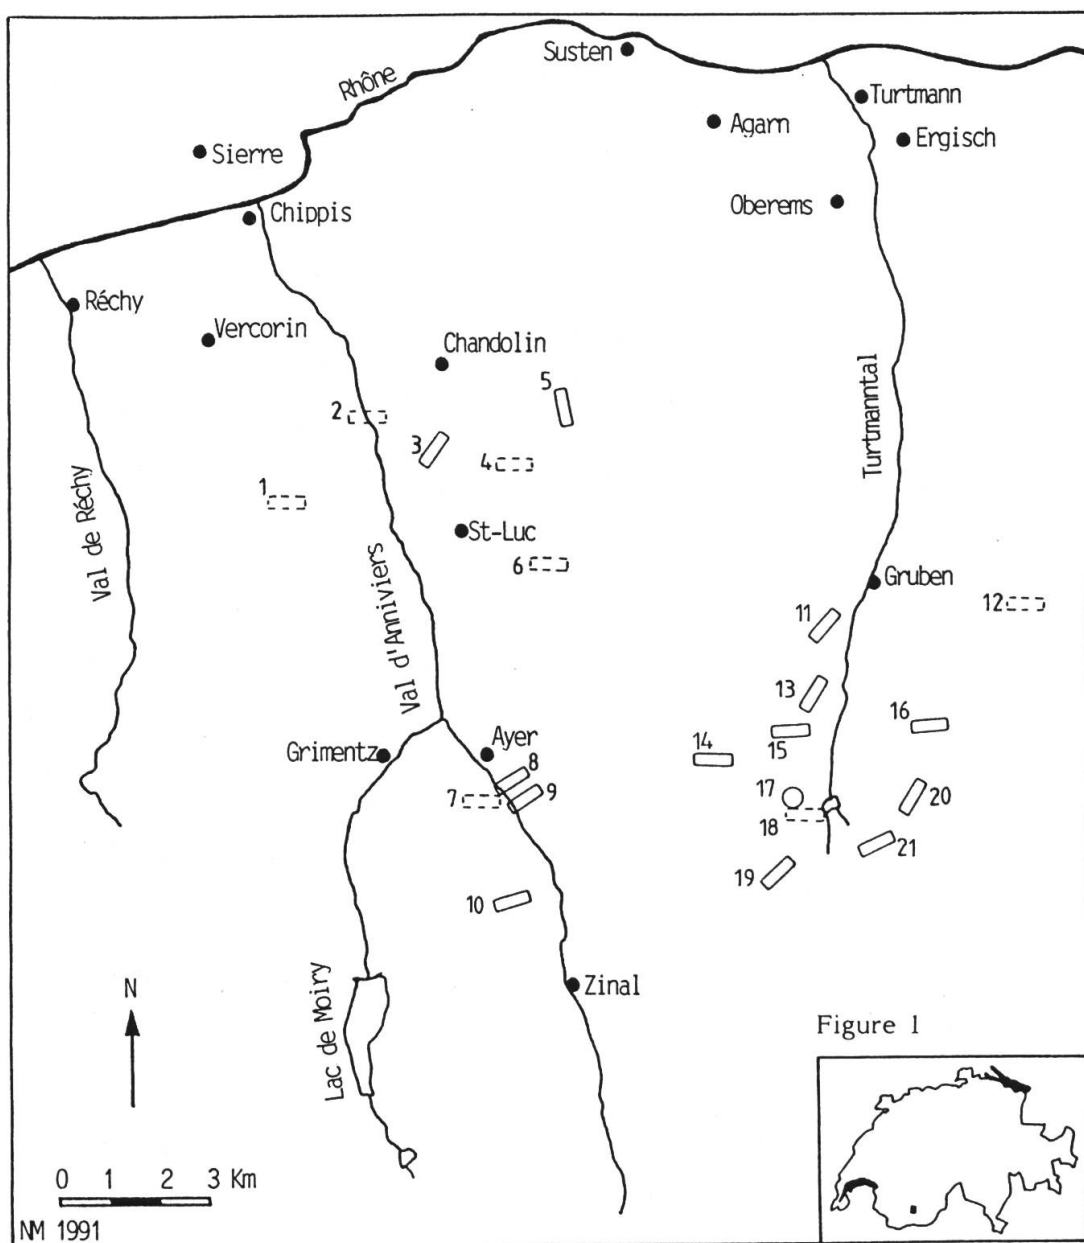 Susten
Rhône
Turtmann
Agarn
Ergisch
Sierre
Oberems
Chippis
Réchy
Vercorin
Chandolin
5
2
3
4
Turtmanntal
1
Val de Réchy
St-Luc
6
Gruben
12
11
Val d'Anniviers
13
16
Grimentz
Ayer
14
15
8
7
9
17
20
18
21
19
10
N
Zinal
Lac de Moiry
Figure 1
0 1 2 3 Km
NM 1991